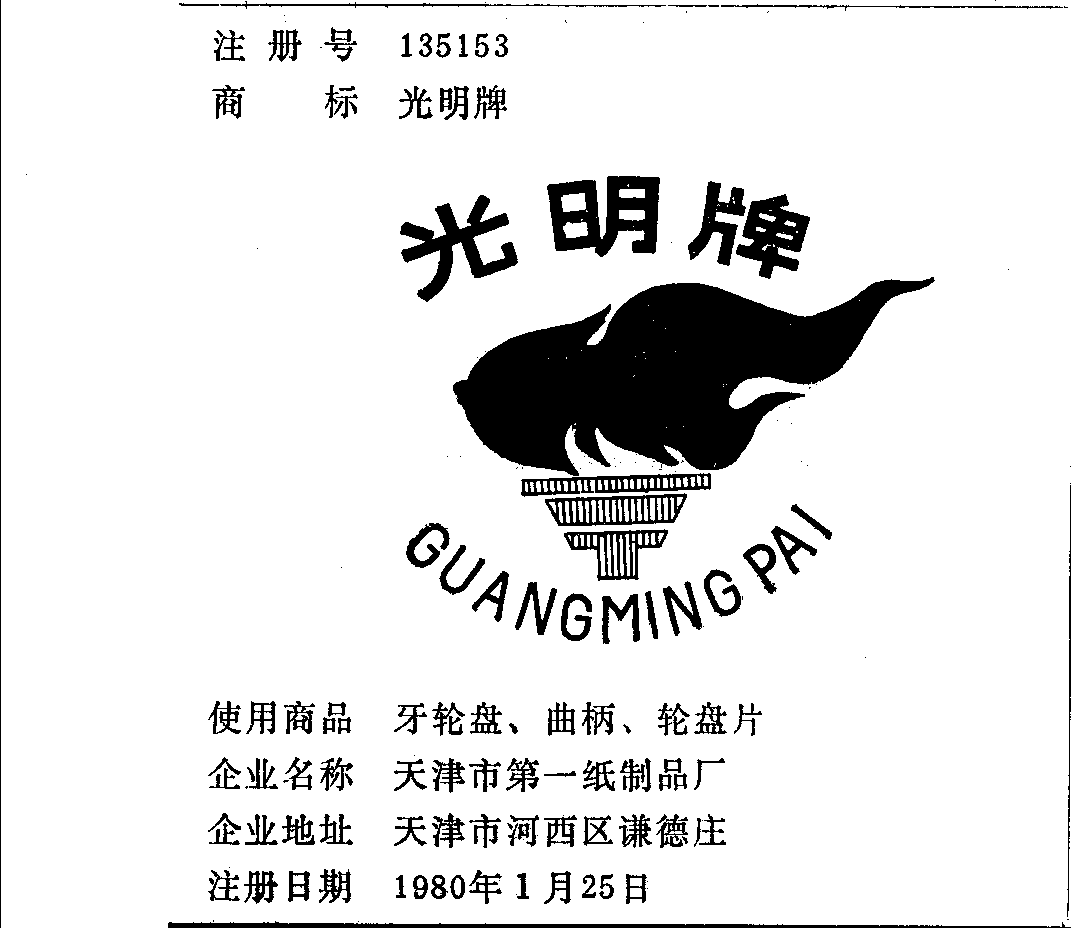 注册号 135153
商标 光明牌
光明牌
GUANGMING PAI
使用商品 牙轮盘、曲柄、轮盘片
企业名称 天津市第一纸制品厂
企业地址 天津市河西区谦德庄
注册日期 1980年1月25日